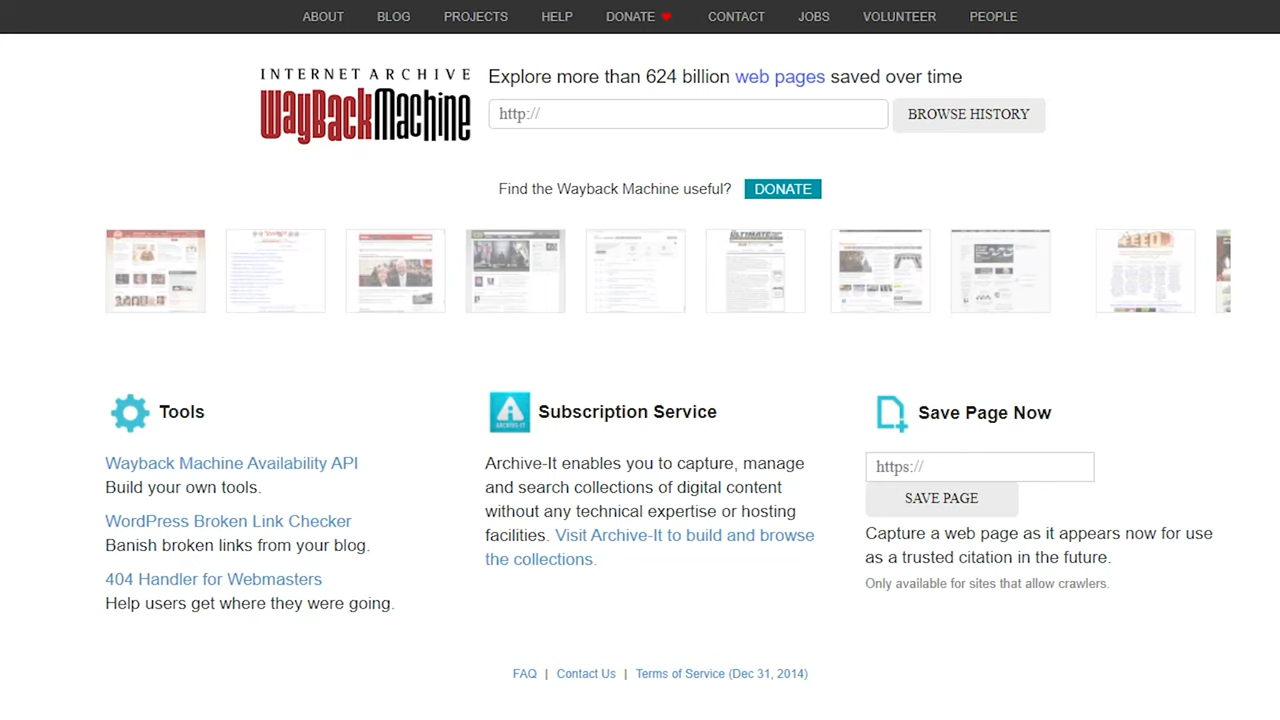 ABOUT BLOG PROJECTS HELP DONATE CONTACT JOBS VOLUNTEER PEOPLE
INTERNET ARCHIVE
WayBackMachine
Explore more than 624 billion web pages saved over time
http://
BROWSE HISTORY
Find the Wayback Machine useful? DONATE
ULTIMATE
Tools
Wayback Machine Availability API
Build your own tools.
WordPress Broken Link Checker
Banish broken links from your blog.
404 Handler for Webmasters
Help users get where they were going.
ARCHIVE-IT
Subscription Service
Archive-It enables you to capture, manage
and search collections of digital content
without any technical expertise or hosting
facilities. Visit Archive-It to build and browse
the collections.
Save Page Now
https://
SAVE PAGE
Capture a web page as it appears now for use
as a trusted citation in the future.
Only available for sites that allow crawlers.
FAQ | Contact Us | Terms of Service (Dec 31, 2014)